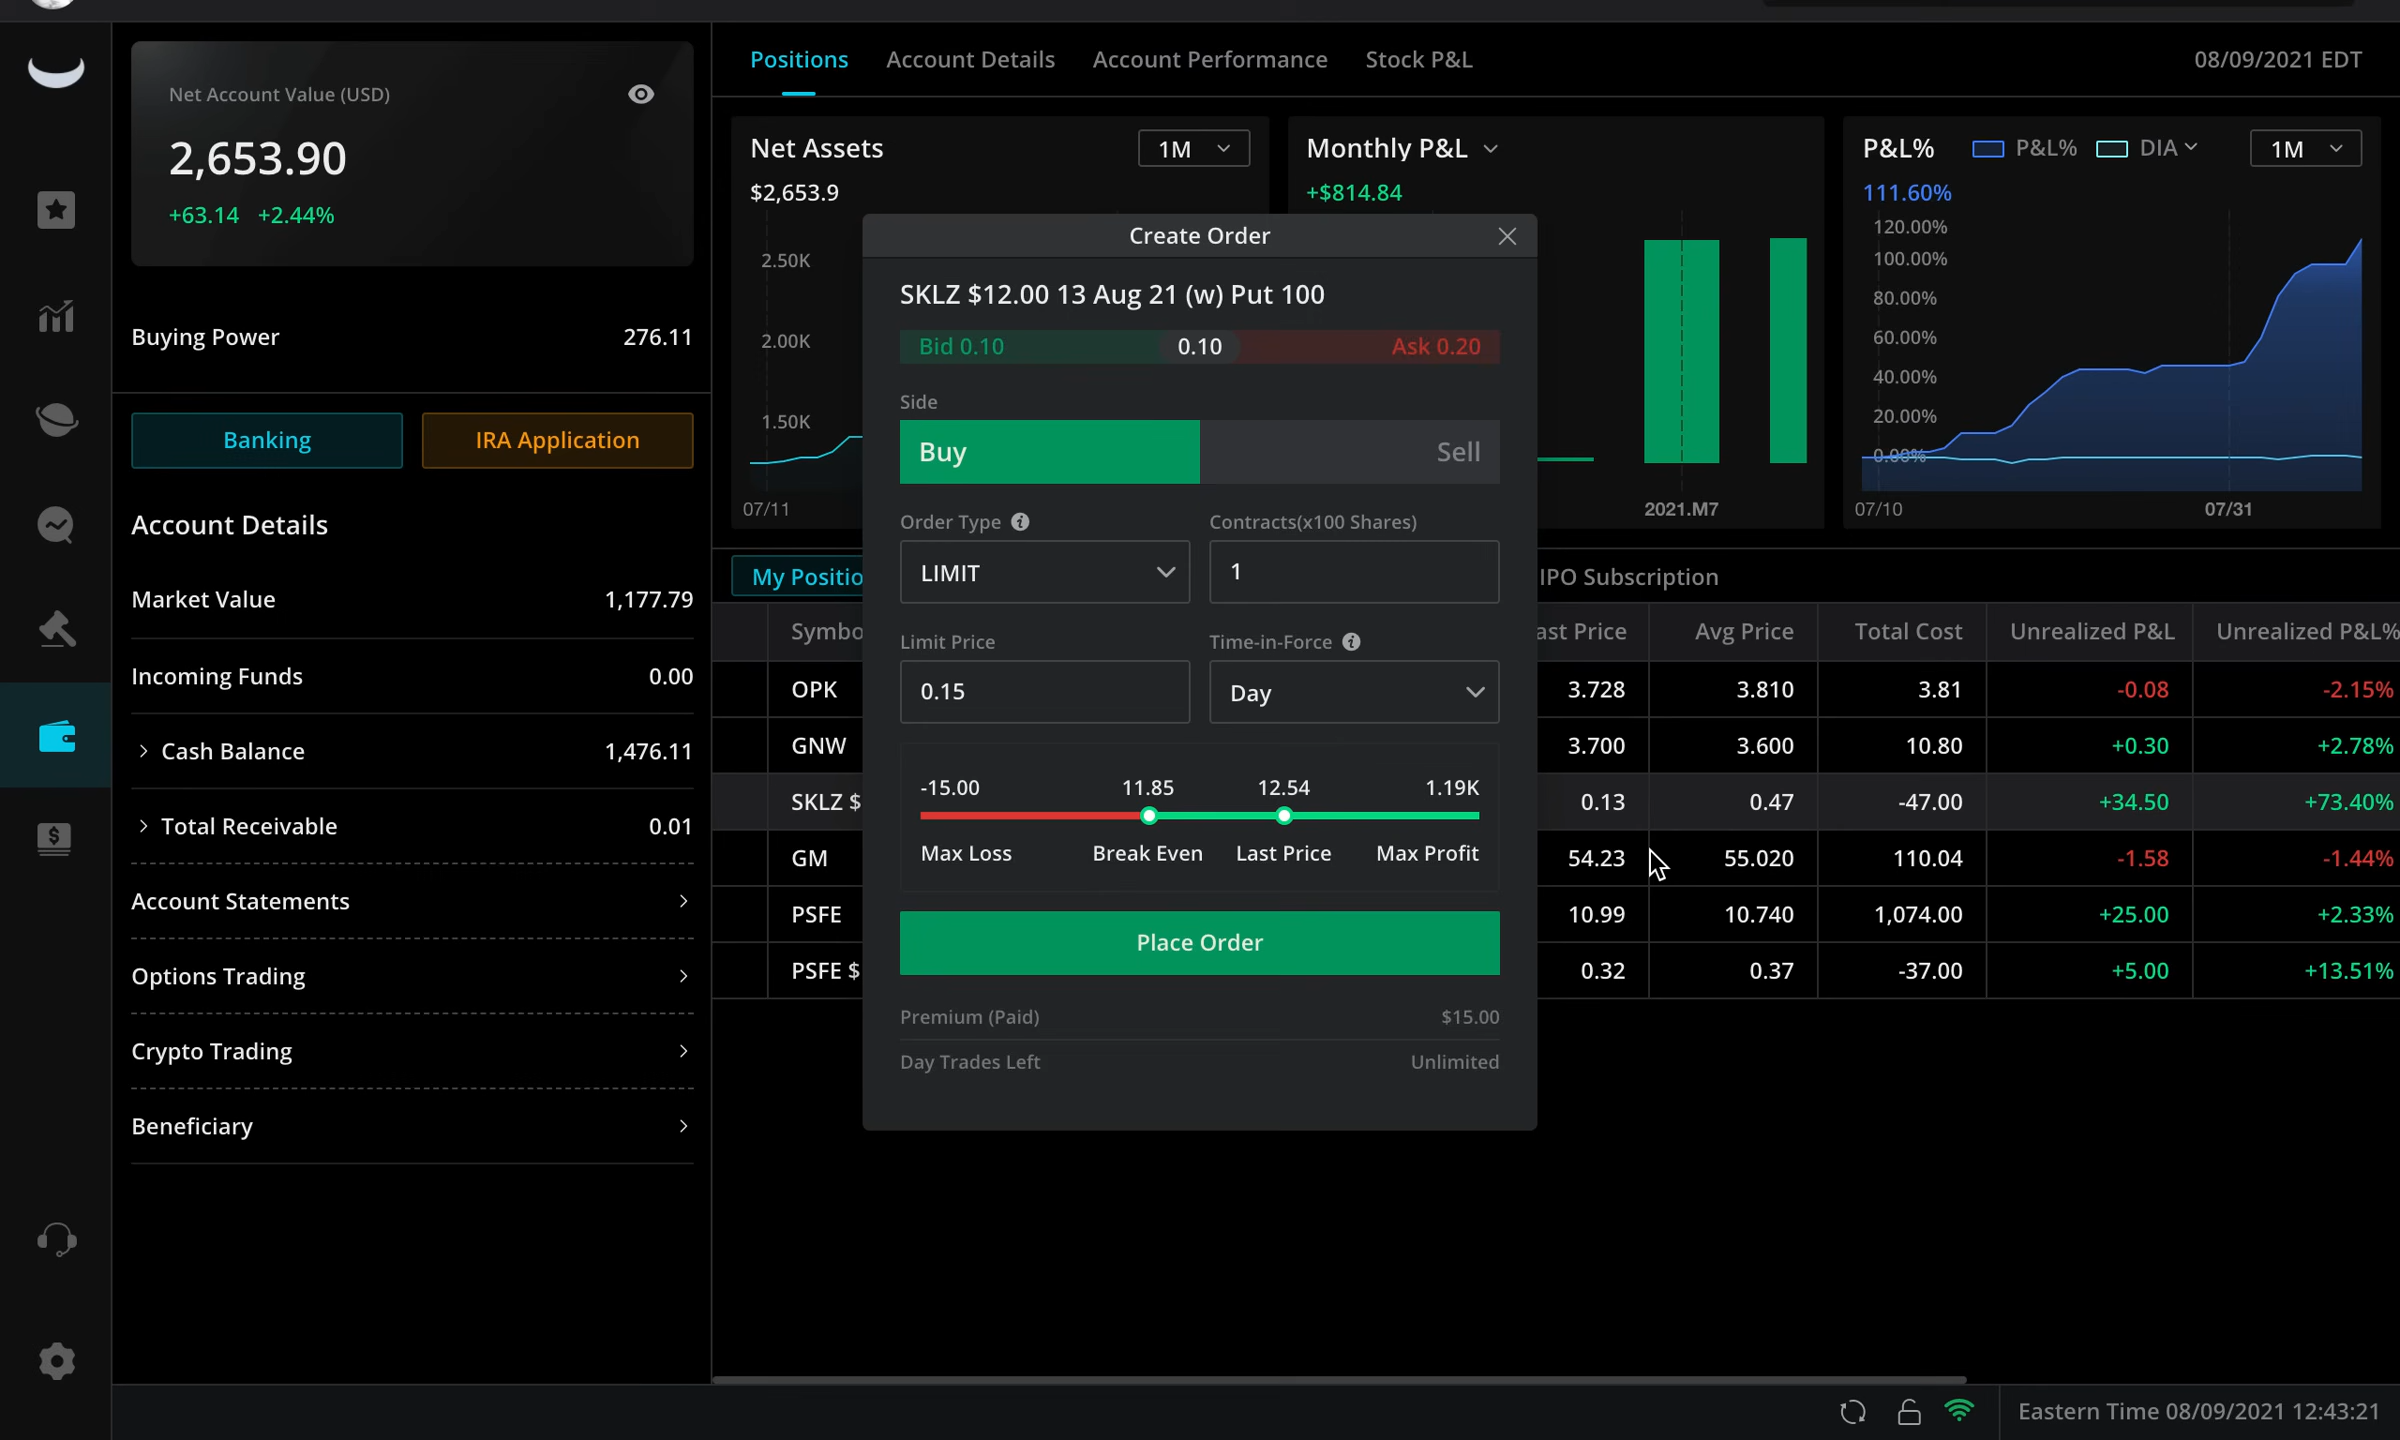 Net Account Value (USD)
2,653.90
+63.14 +2.44%
Buying Power 276.11
Banking
IRA Application
Account Details
Market Value 1,177.79
Incoming Funds 0.00
Cash Balance 1,476.11
Total Receivable 0.01
Account Statements
Options Trading
Crypto Trading
Beneficiary
Positions
Account Details
Account Performance
Stock P&L
08/09/2021 EDT
Net Assets
1M
$2,653.9
2.50K
2.00K
1.50K
07/11
Monthly P&L
+$814.84
2021.M7
P&L%
P&L%
DIA
1M
111.60%
120.00%
100.00%
80.00%
60.00%
40.00%
20.00%
0.00%
07/10
07/31
Create Order
SKLZ $12.00 13 Aug 21 (w) Put 100
Bid 0.10
0.10
Ask 0.20
Side
Buy
Sell
Order Type
Contracts(x100 Shares)
LIMIT
1
Limit Price
Time-in-Force
0.15
Day
-15.00 11.85 12.54 1.19K
Max Loss Break Even Last Price Max Profit
Place Order
Premium (Paid) $15.00
Day Trades Left Unlimited
My Positio
IPO Subscription
Symbo ast Price Avg Price Total Cost Unrealized P&L Unrealized P&L%
OPK 3.728 3.810 3.81 -0.08 -2.15%
GNW 3.700 3.600 10.80 +0.30 +2.78%
SKLZ $ 0.13 0.47 -47.00 +34.50 +73.40%
GM 54.23 55.020 110.04 -1.58 -1.44%
PSFE 10.99 10.740 1,074.00 +25.00 +2.33%
PSFE $ 0.32 0.37 -37.00 +5.00 +13.51%
Eastern Time 08/09/2021 12:43:21